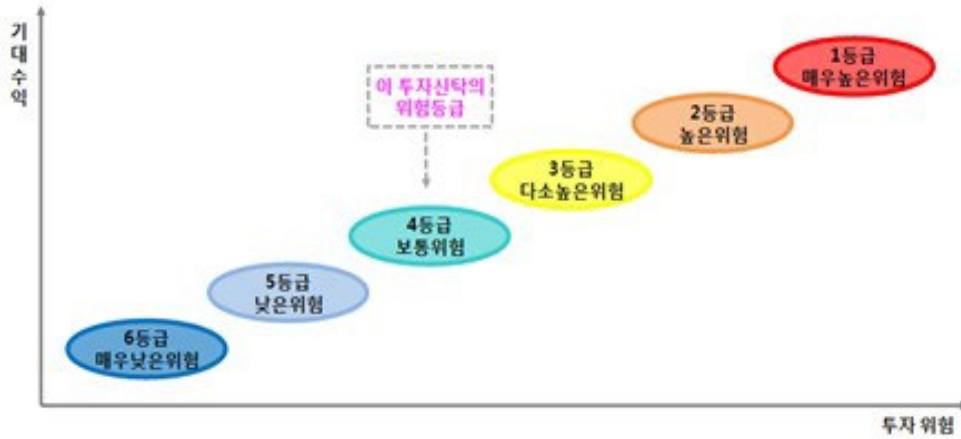 기대수익
1등급
매우높은위험
이 투자신탁의
위험등급
2등급
높은위험
3등급
다소높은위험
4등급
보통위험
5등급
낮은위험
6등급
매우낮은위험
투자 위험